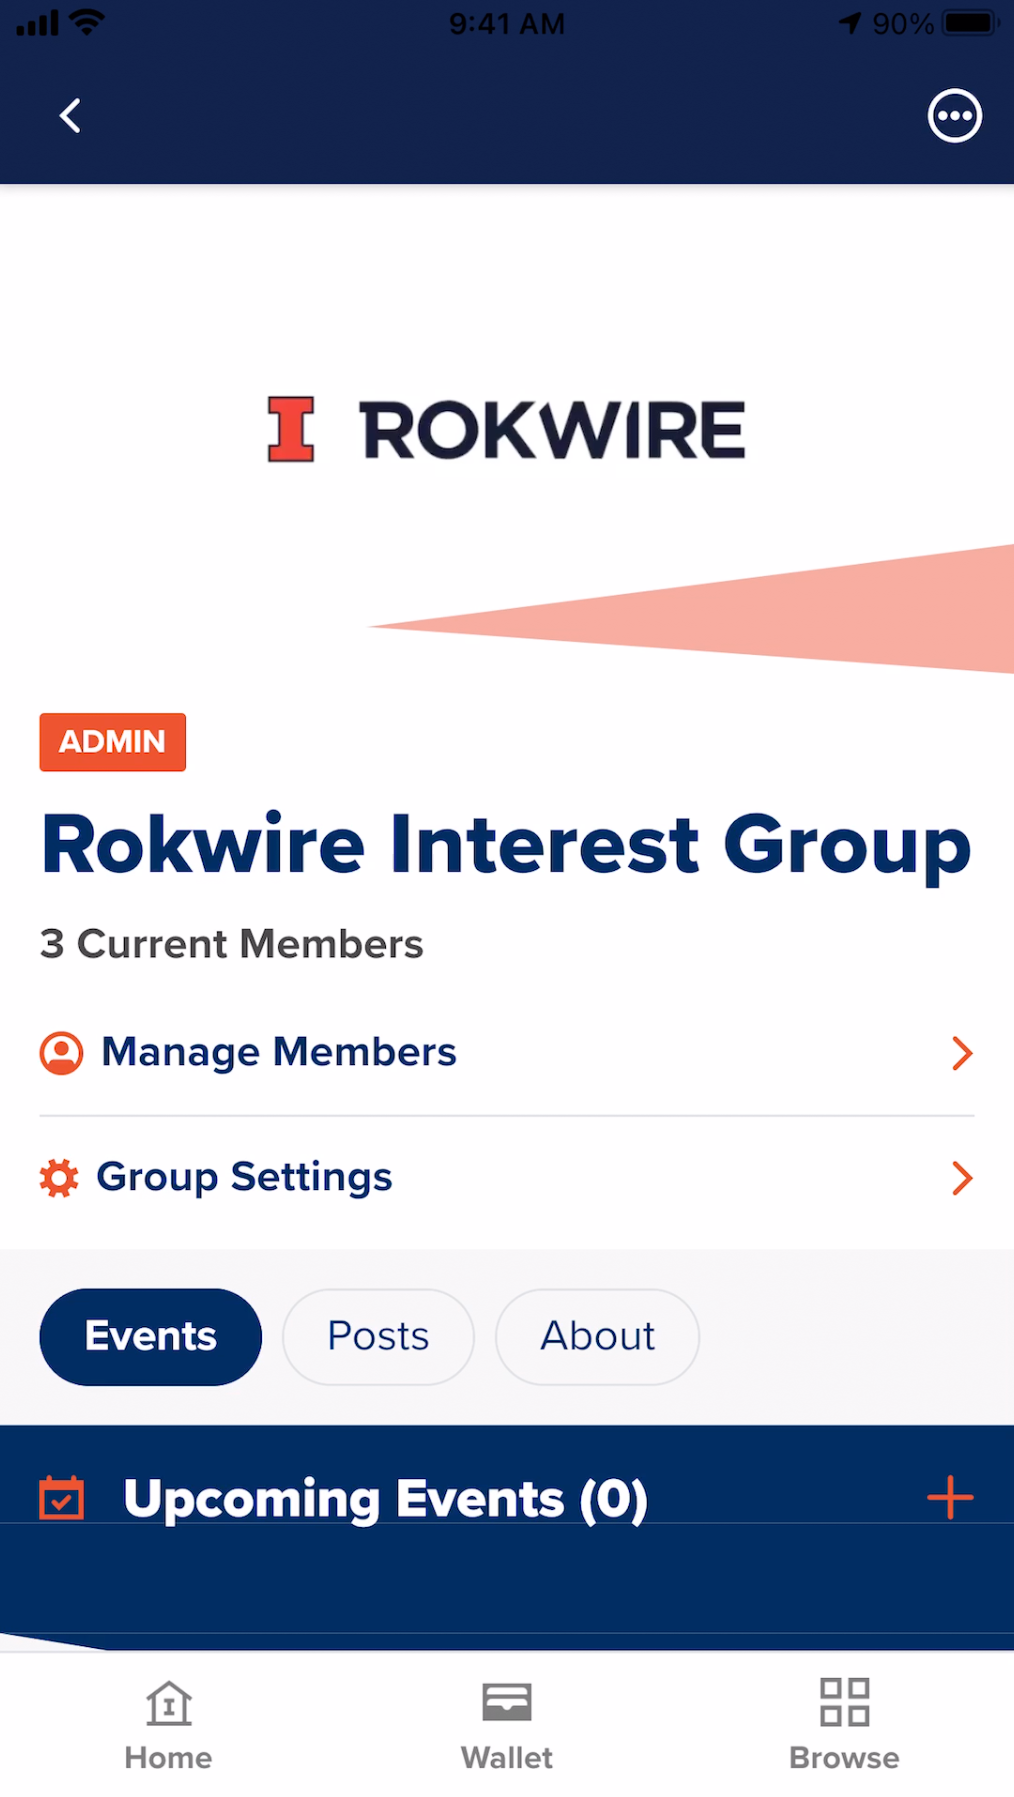 9:41 AM
90%
I ROKWIRE
ADMIN
Rokwire Interest Group
3 Current Members
Manage Members
Group Settings
Events
Posts
About
Upcoming Events (0)
Home
Wallet
Browse